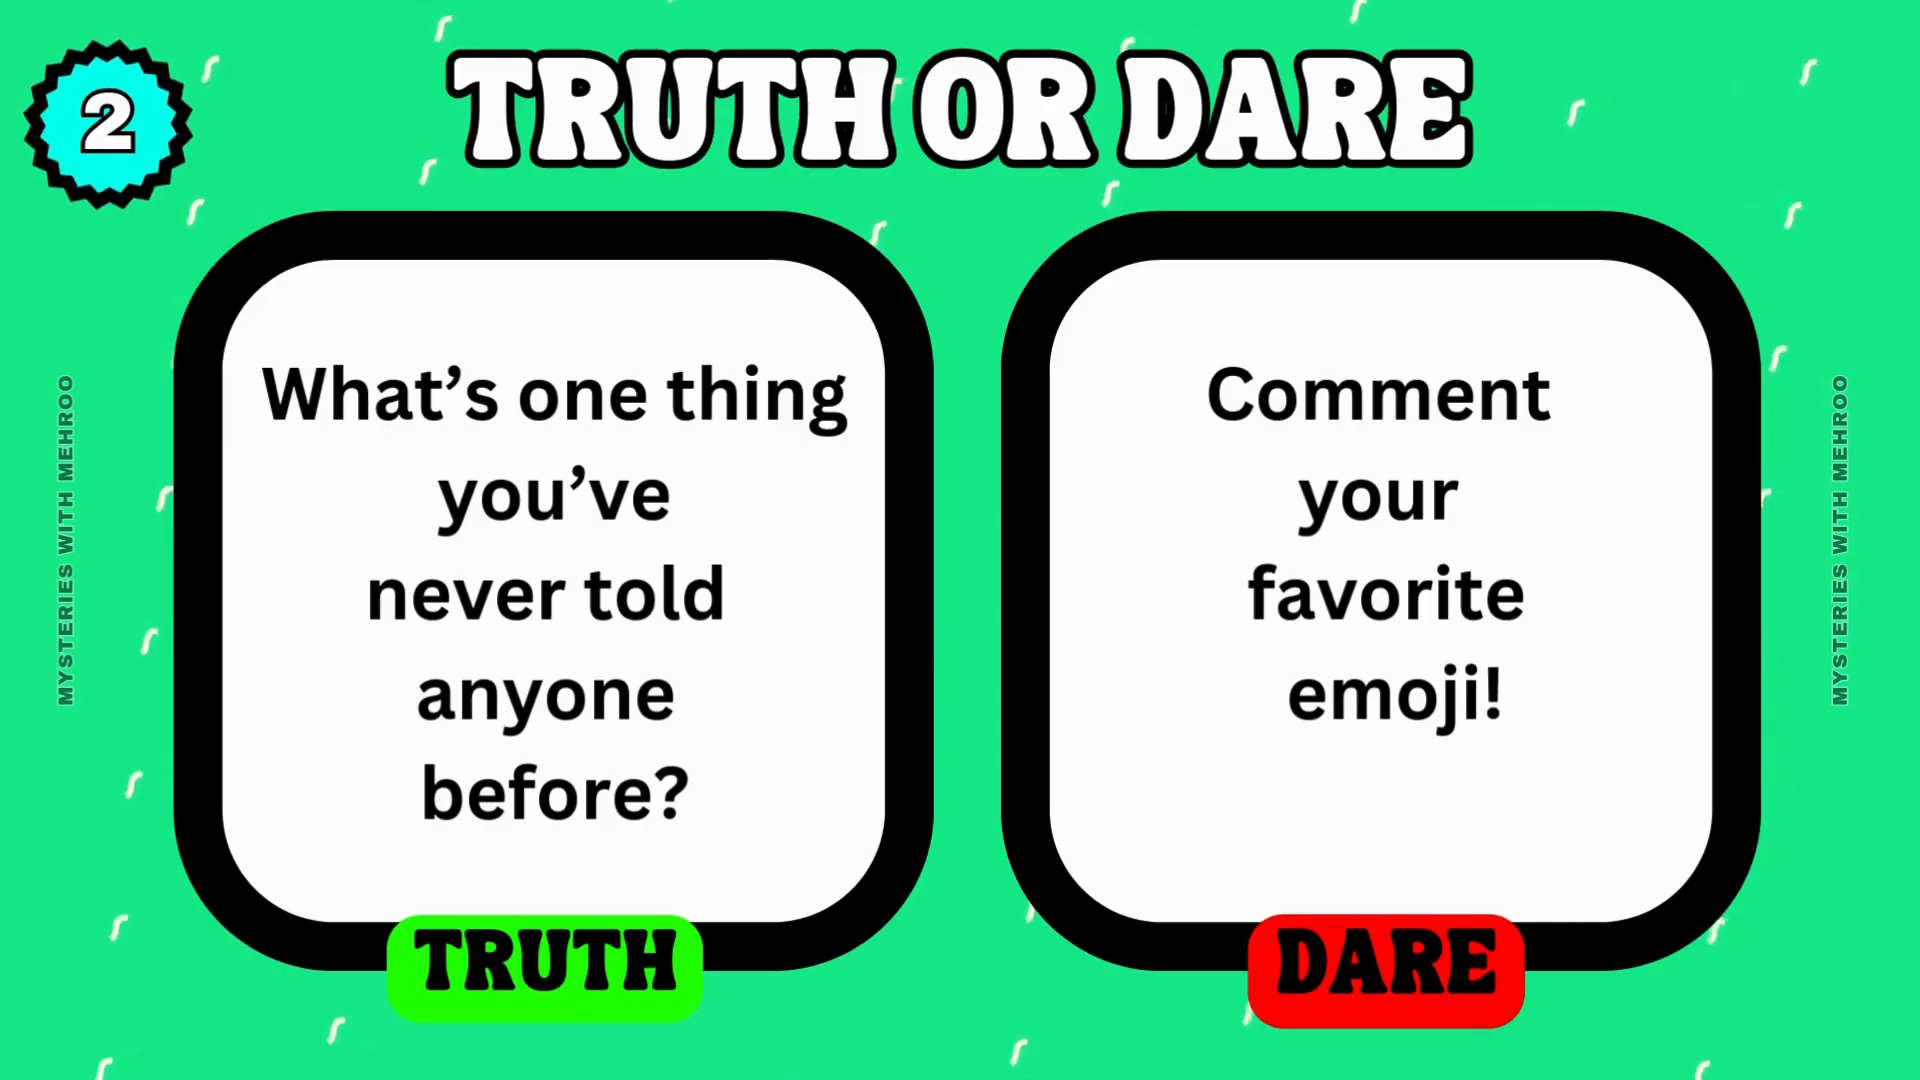 2
TRUTH OR DARE
What’s one thing
you’ve
never told
anyone
before?
TRUTH
Comment
your
favorite
emoji!
DARE
MYSTERIES WITH MEHROO
MYSTERIES WITH MEHROO